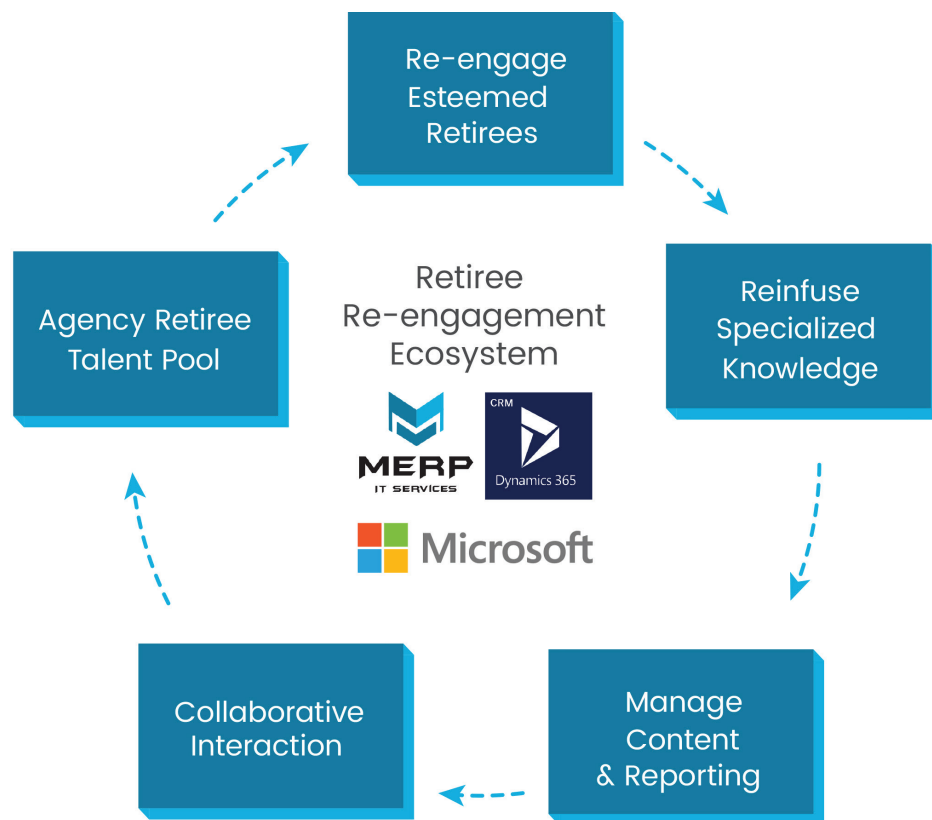 Re-engage
Esteemed
Retirees
Reinfuse
Specialized
Knowledge
Manage
Content
& Reporting
Collaborative
Interaction
Agency Retiree
Talent Pool
Retiree
Re-engagement
Ecosystem
MERP
IT SERVICES
CRM
Dynamics 365
Microsoft